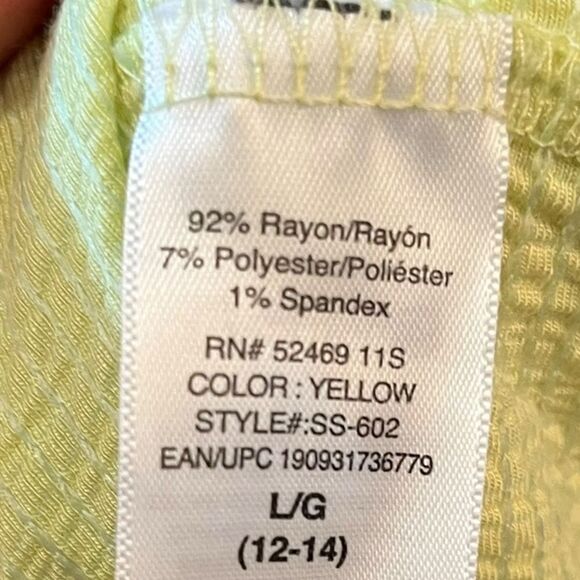 92% Rayon/Rayón
7% Polyester/Poliéster
1% Spandex
RN# 52469 11S
COLOR : YELLOW
STYLE#:SS-602
EAN/UPC 190931736779
L/G
(12-14)